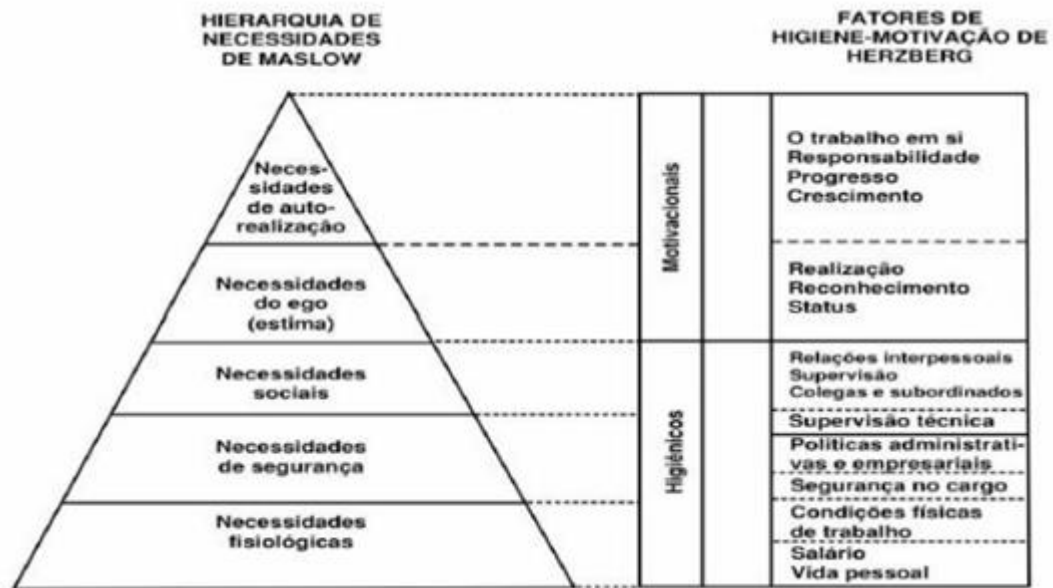 HIERARQUIA DE
NECESSIDADES
DE MASLOW
FATORES DE
HIGIENE-MOTIVAÇÃO DE
HERZBERG
Neces-
sidades
de auto-
realização
Necessidades
do ego
(estima)
Necessidades
sociais
Necessidades
de segurança
Necessidades
fisiológicas
Motivacionais
Higiênicos
O trabalho em si
Responsabilidade
Progresso
Crescimento
Realização
Reconhecimento
Status
Relações interpessoais
Supervisão
Colegas e subordinados
Supervisão técnica
Políticas administrati-
vas e empresariais
Segurança no cargo
Condições físicas
de trabalho
Salário
Vida pessoal